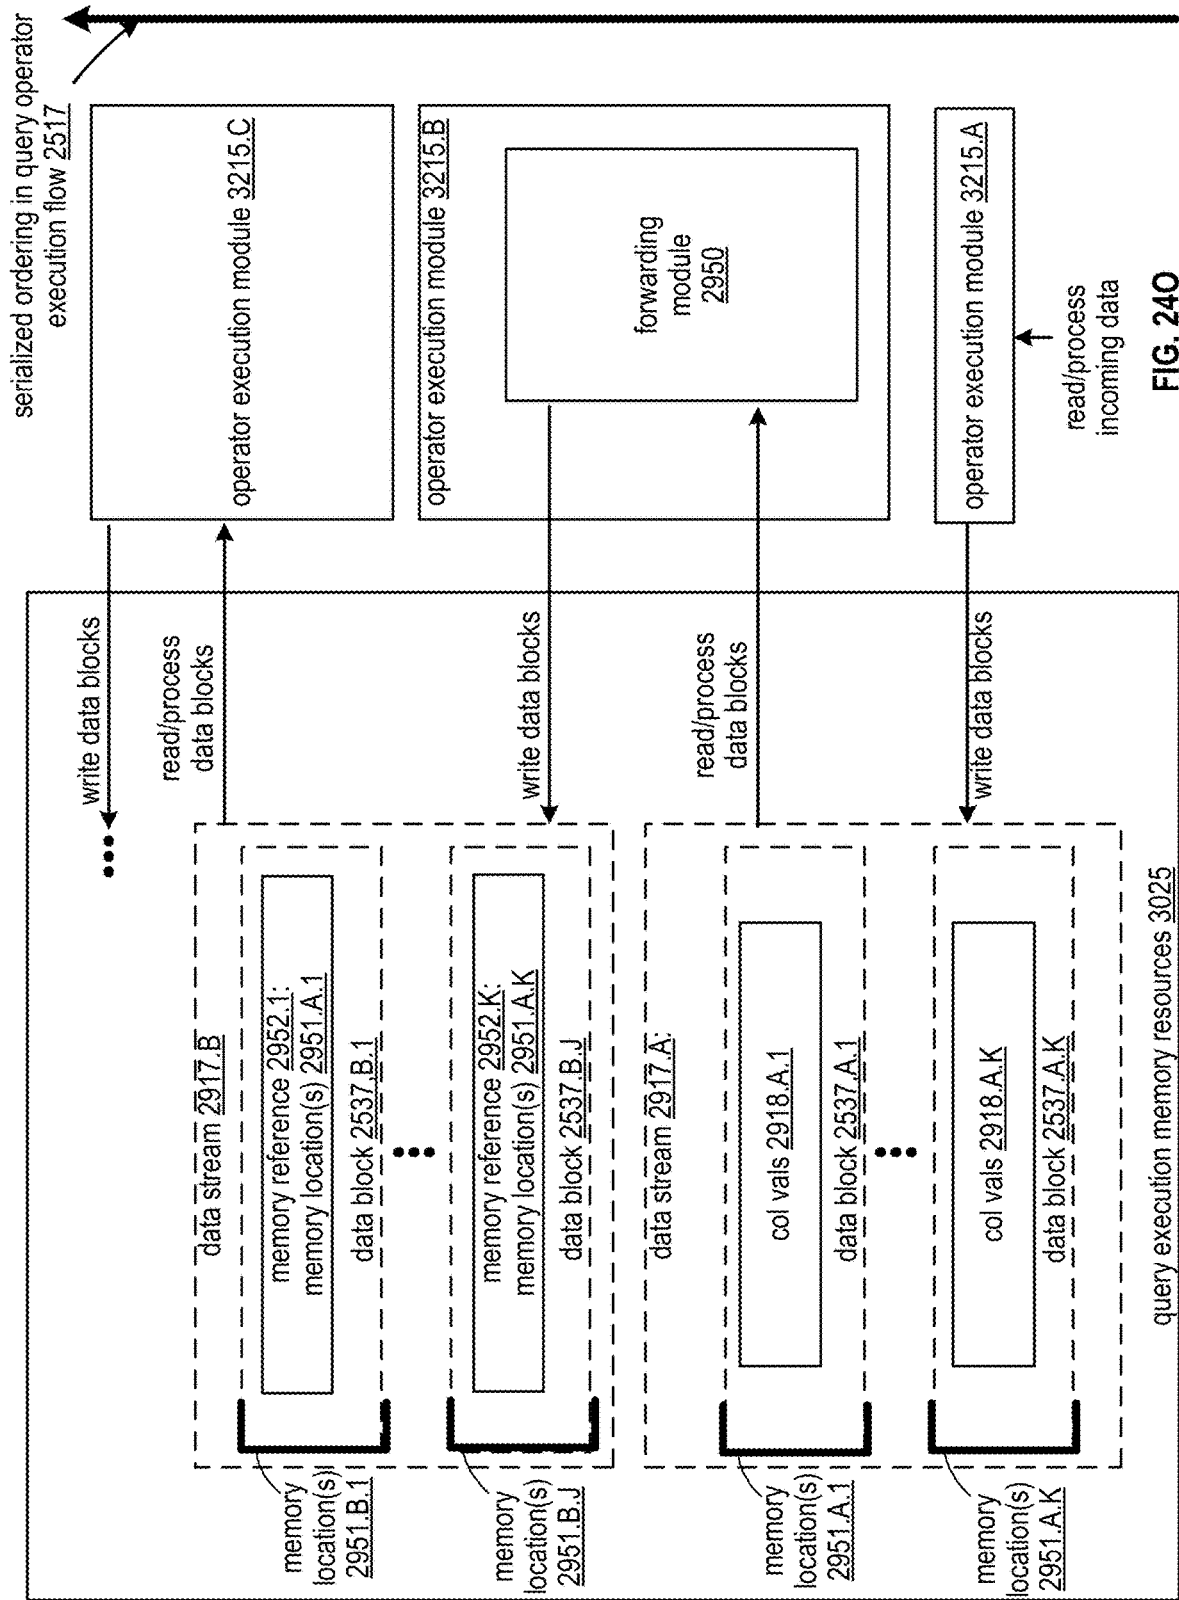 serialized ordering in query operator
execution flow 2517
operator execution module 3215.C
operator execution module 3215.B
forwarding
module
2950
operator execution module 3215.A
read/process
incoming data
write data blocks
read/process
data blocks
write data blocks
read/process
data blocks
write data blocks
data stream 2917.B
memory reference 2952.1:
memory location(s) 2951.A.1
data block 2537.B.1
memory reference 2952.K:
memory location(s) 2951.A.K
data block 2537.B.J
data stream 2917.A:
col vals 2918.A.1
data block 2537.A.1
col vals 2918.A.K
data block 2537.A.K
memory
location(s)
2951.B.1
memory
location(s)
2951.B.J
memory
location(s)
2951.A.1
memory
location(s)
2951.A.K
query execution memory resources 3025
FIG. 24O